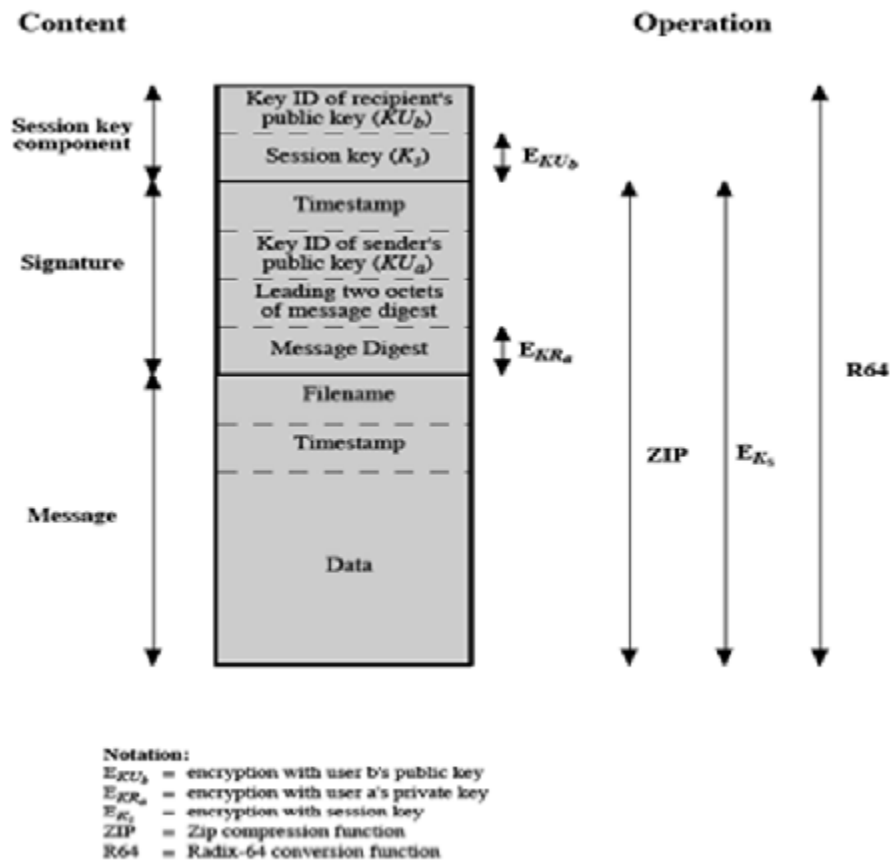 Content
Operation
Key ID of recipient's
public key (KUb)
Session key
component
Session key (Ks)
EKUb
Timestamp
Key ID of sender's
public key (KUa)
Signature
Leading two octets
of message digest
Message Digest
EKRa
R64
Filename
Timestamp
ZIP
EKs
Message
Data
Notation:
EKUb = encryption with user b's public key
EKRa = encryption with user a's private key
EKs = encryption with session key
ZIP = Zip compression function
R64 = Radix-64 conversion function